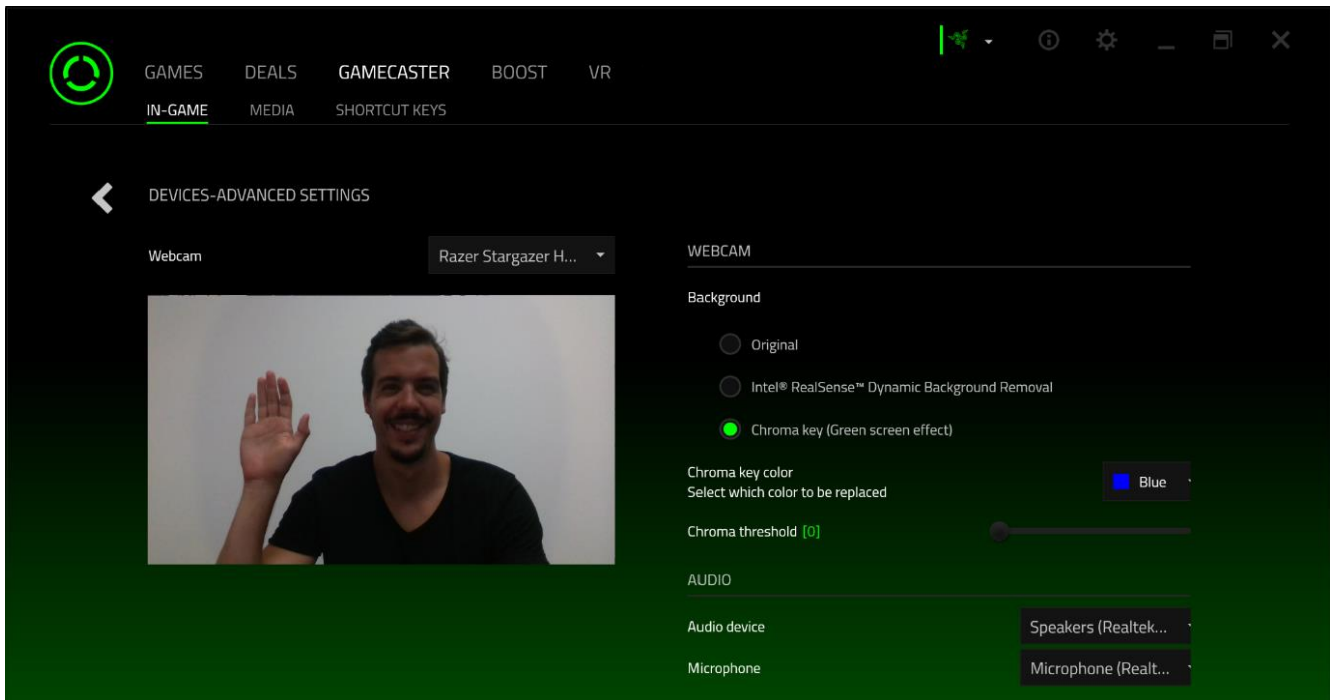 GAMES DEALS GAMECASTER BOOST VR
IN-GAME MEDIA SHORTCUT KEYS
DEVICES-ADVANCED SETTINGS
Webcam Razer Stargazer H...
WEBCAM
Background
Original
Intel® RealSense™ Dynamic Background Removal
Chroma key (Green screen effect)
Chroma key color
Select which color to be replaced
Blue
Chroma threshold [0]
AUDIO
Audio device Speakers (Realtek...
Microphone Microphone (Realt...